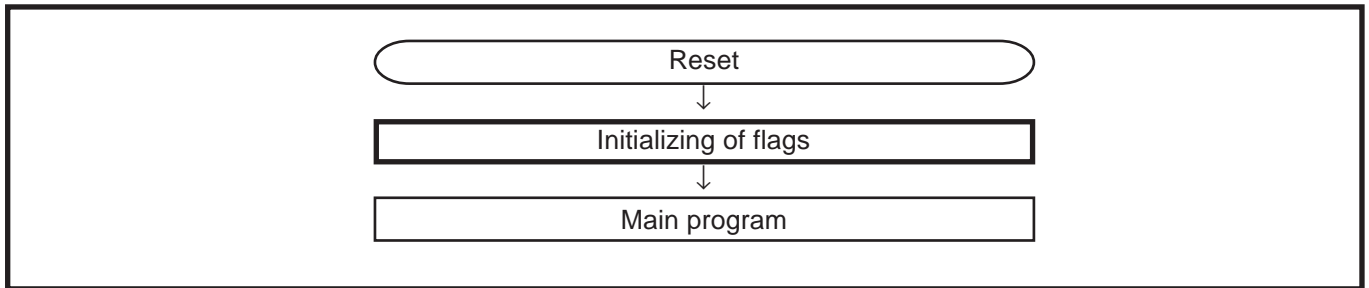 Reset
↓
Initializing of flags
↓
Main program